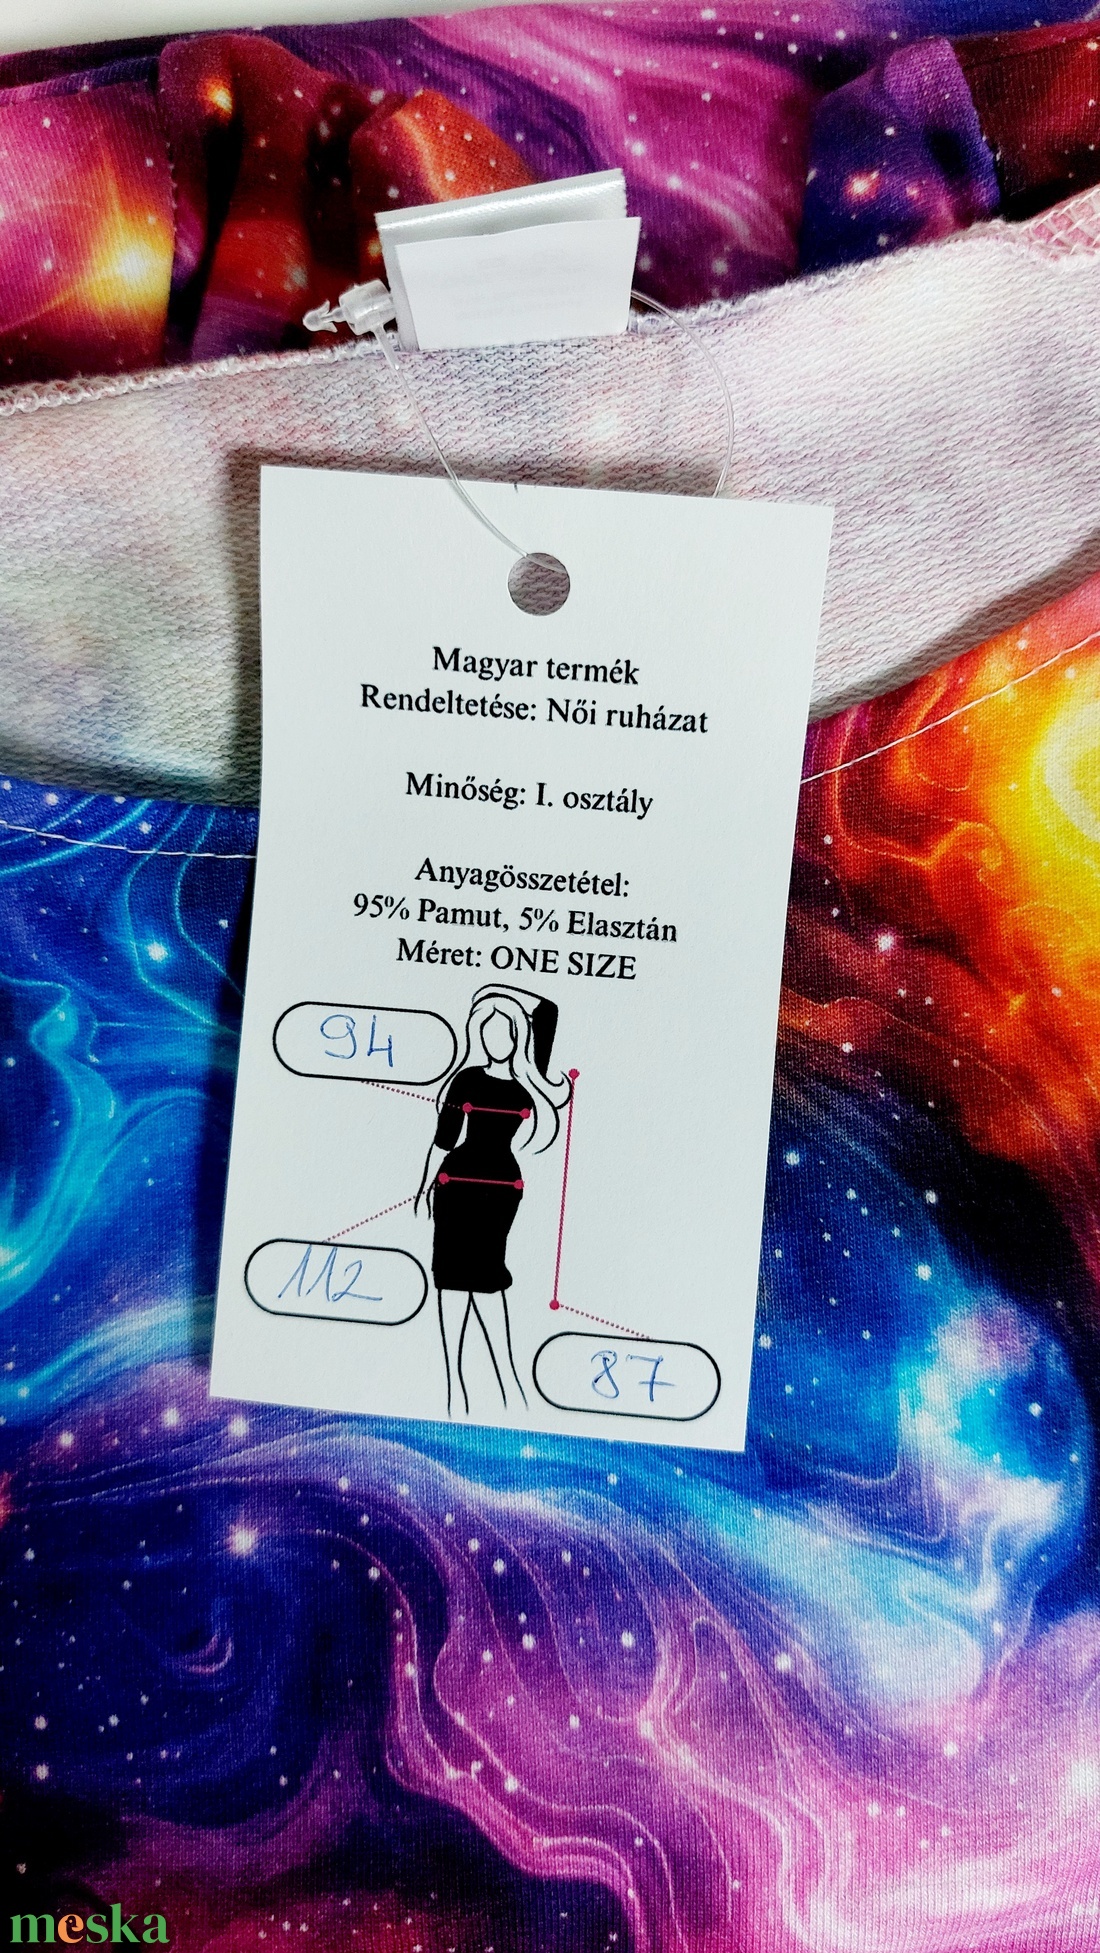 Magyar termék
Rendeltetése: Női ruházat
Minőség: I. osztály
Anyagösszetétel:
95% Pamut, 5% Elasztán
Méret: ONE SIZE
94
112
87
meska